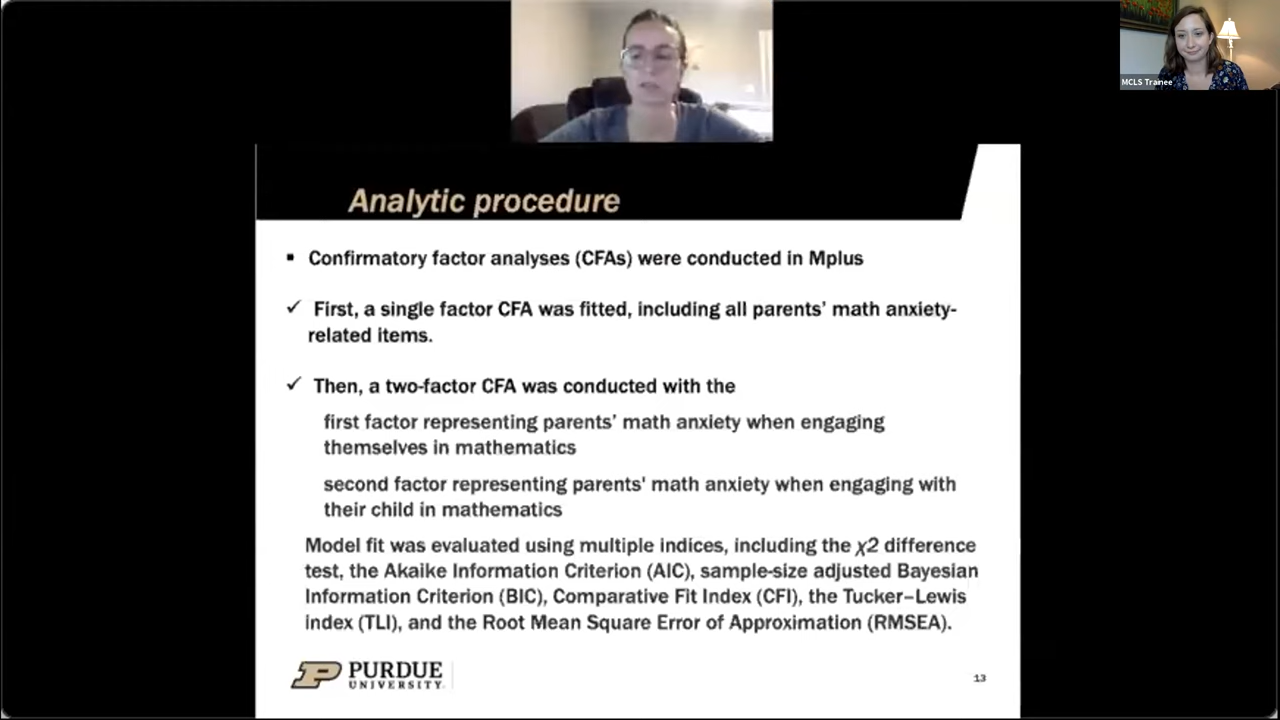 MCLS Trainee
Analytic procedure
▪ Confirmatory factor analyses (CFAs) were conducted in Mplus
✓ First, a single factor CFA was fitted, including all parents’ math anxiety-
related items.
✓ Then, a two-factor CFA was conducted with the
first factor representing parents’ math anxiety when engaging
themselves in mathematics
second factor representing parents' math anxiety when engaging with
their child in mathematics
Model fit was evaluated using multiple indices, including the χ2 difference
test, the Akaike Information Criterion (AIC), sample-size adjusted Bayesian
Information Criterion (BIC), Comparative Fit Index (CFI), the Tucker–Lewis
index (TLI), and the Root Mean Square Error of Approximation (RMSEA).
PURDUE
UNIVERSITY
13